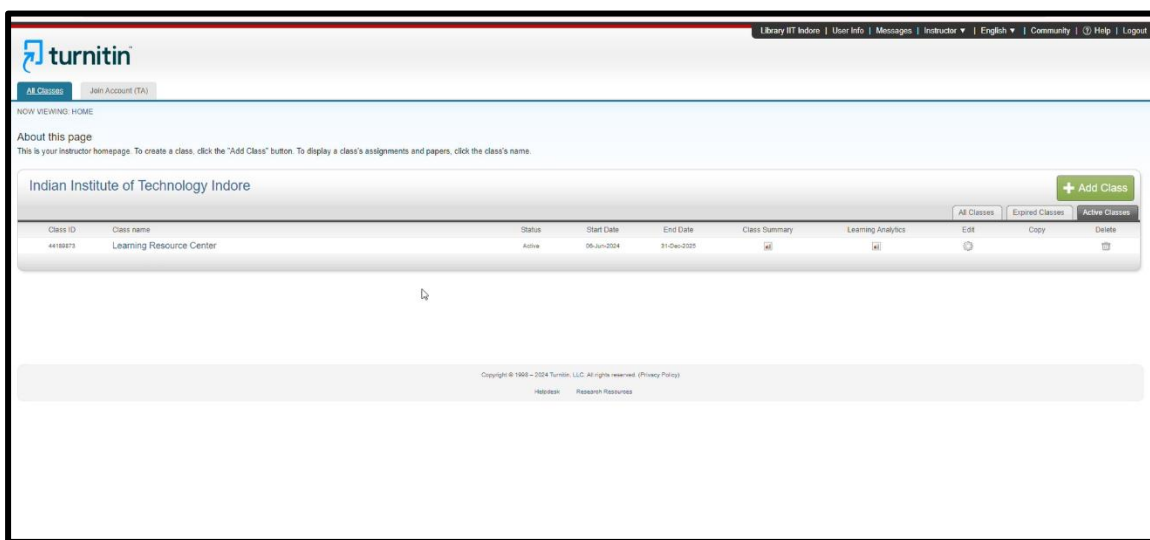 Library IIT Indore | User Info | Messages | Instructor ▼ | English ▼ | Community | ? Help | Logout
turnitin
All Classes Join Account (TA)
NOW VIEWING: HOME
About this page
This is your instructor homepage. To create a class, click the "Add Class" button. To display a class's assignments and papers, click the class's name.
Indian Institute of Technology Indore + Add Class
All Classes Expired Classes Active Classes
Class ID Class name Status Start Date End Date Class Summary Learning Analytics Edit Copy Delete
Learning Resource Center Active 06-Jun-2024 31-Dec-2025
Copyright © 1998 – 2024 Turnitin, LLC. All rights reserved. (Privacy Policy)
Helpdesk Research Resources